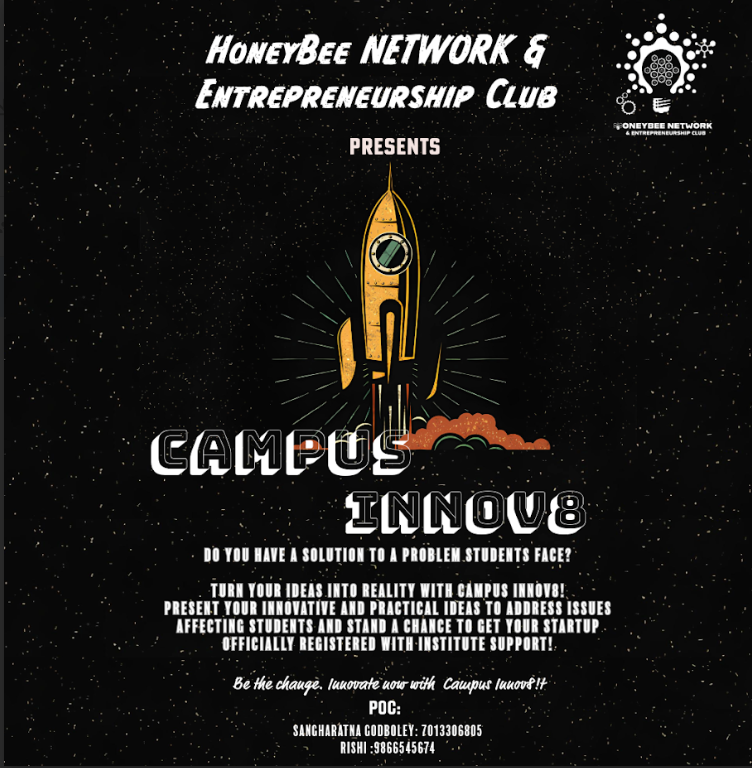 HONEYBEE NETWORK &
ENTREPRENEURSHIP CLUB
ONEYBEE NETWORK
& ENTREPRENEURSHIP CLUB
PRESENTS
CAMPUS
INNOV8
DO YOU HAVE A SOLUTION TO A PROBLEM STUDENTS FACE?
TURN YOUR IDEAS INTO REALITY WITH CAMPUS INNOV8!
PRESENT YOUR INNOVATIVE AND PRACTICAL IDEAS TO ADDRESS ISSUES
AFFECTING STUDENTS AND STAND A CHANCE TO GET YOUR STARTUP
OFFICIALLY REGISTERED WITH INSTITUTE SUPPORT!
Be the change. Innovate now with Campus Innov8!t
POC:
SANGHARATNA GODBOLEY: 7013306805
RISHI :9866545674